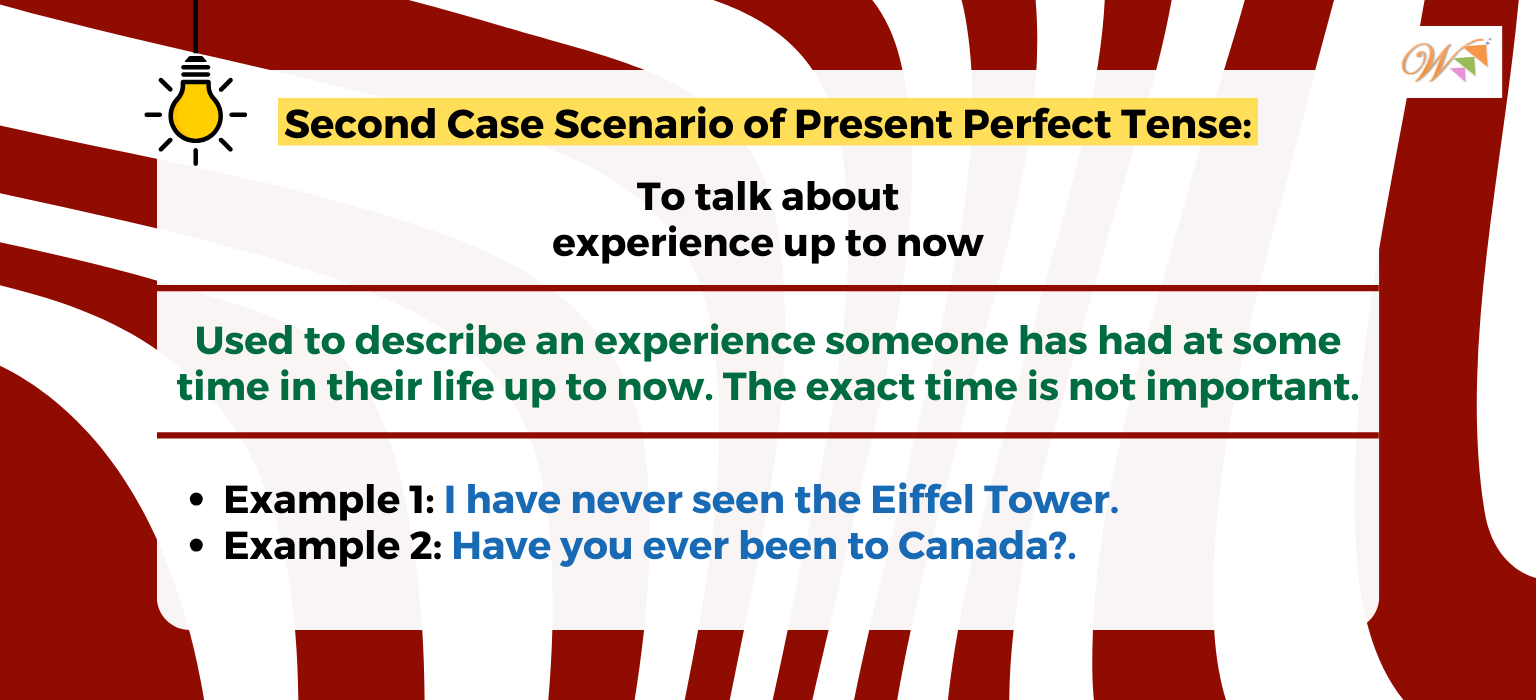 W
Second Case Scenario of Present Perfect Tense:
To talk about
experience up to now
Used to describe an experience someone has had at some
time in their life up to now. The exact time is not important.
• Example 1: I have never seen the Eiffel Tower.
• Example 2: Have you ever been to Canada?.